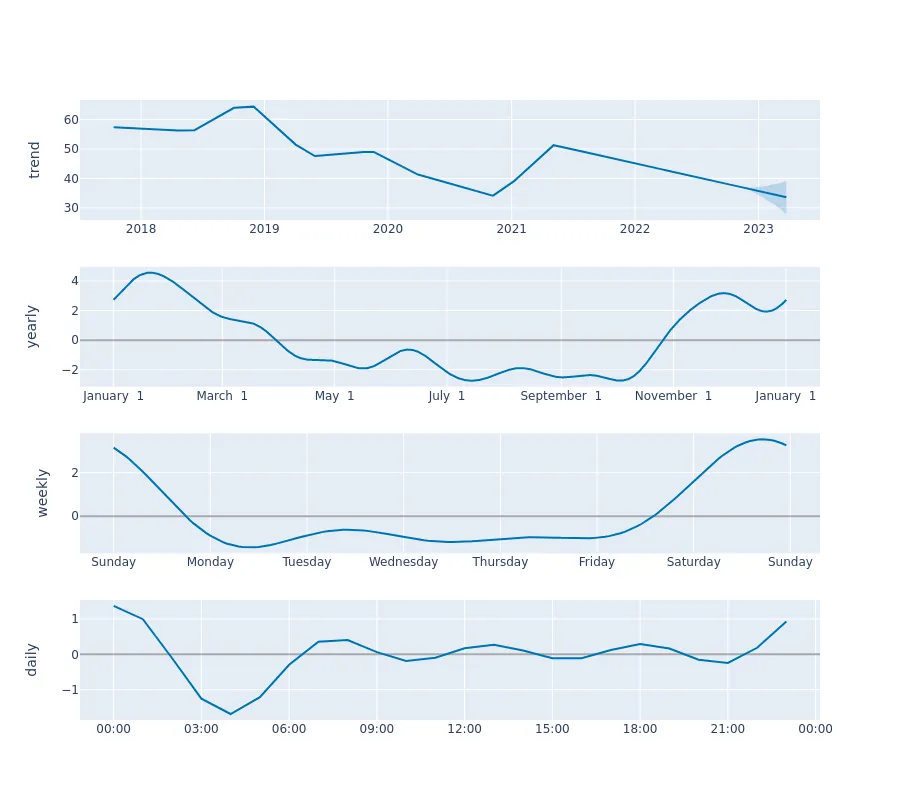 trend
60
50
40
30
2018 2019 2020 2021 2022 2023
yearly
4
2
0
−2
January 1 March 1 May 1 July 1 September 1 November 1 January 1
weekly
2
0
Sunday Monday Tuesday Wednesday Thursday Friday Saturday Sunday
daily
1
0
−1
00:00 03:00 06:00 09:00 12:00 15:00 18:00 21:00 00:00